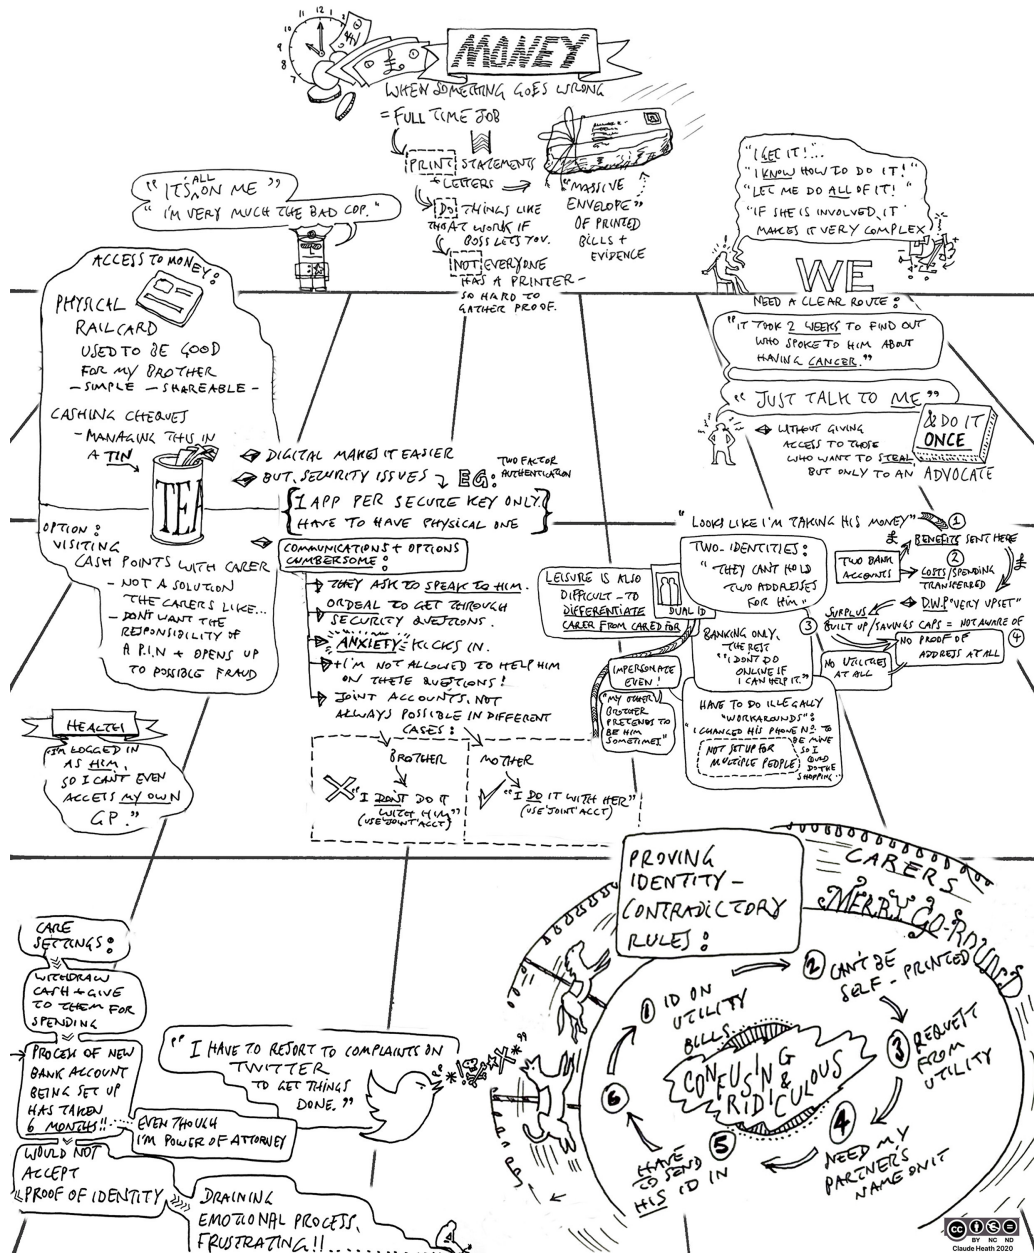 12
1
2
11
10
9
8
7
MONEY
WHEN SOMETHING GOES WRONG
= FULL TIME JOB
PRINT STATEMENTS
+ LETTERS
"MASSIVE
ENVELOPE"
OF PRINTED
BILLS +
EVIDENCE
DO THINGS LIKE
THAT AT WORK IF
BOSS LETS YOU.
NOT EVERYONE
HAS A PRINTER -
SO HARD TO
GATHER PROOF.
"IT'S ALL ON ME"
"I'M VERY MUCH THE BAD COP."
"I GET IT!"...
"I KNOW HOW TO DO IT!"
"LET ME DO ALL OF IT!"
"IF SHE IS INVOLVED, IT
MAKES IT VERY COMPLEX
WE
NEED A CLEAR ROUTE:
"IT TOOK 2 WEEKS TO FIND OUT
WHO SPOKE TO HIM ABOUT
HAVING CANCER."
"JUST TALK TO ME"
WITHOUT GIVING
ACCESS TO THOSE
WHO WANT TO STEAL,
BUT ONLY TO AN ADVOCATE
& DO IT
ONCE
ACCESS TO MONEY:
PHYSICAL
RAILCARD
USED TO BE GOOD
FOR MY BROTHER
- SIMPLE - SHAREABLE -
CASHING CHEQUES
- MANAGING THIS IN
A TIN
TEA
OPTION:
VISITING
CASH POINTS WITH CARER
- NOT A SOLUTION
THE CARERS LIKE...
- DON'T WANT THE
RESPONSIBILITY OF
A P.I.N + OPENS UP
TO POSSIBLE FRAUD
DIGITAL MAKES IT EASIER
BUT, SECURITY ISSUES
EG: TWO FACTOR
AUTHENTICATION
{1 APP PER SECURE KEY ONLY.
HAVE TO HAVE PHYSICAL ONE}
COMMUNICATIONS + OPTIONS
CUMBERSOME:
THEY ASK TO SPEAK TO HIM.
ORDEAL TO GET THROUGH
SECURITY QUESTIONS.
ANXIETY KICKS IN.
I'M NOT ALLOWED TO HELP HIM
ON THESE QUESTIONS!
JOINT ACCOUNTS, NOT
ALWAYS POSSIBLE IN DIFFERENT
CASES:
BROTHER
"I DON'T DO IT
WITH HIM"
(USE 'JOINT' ACCT)
MOTHER
"I DO IT WITH HER"
(USE 'JOINT' ACCT)
"LOOKS LIKE I'M TAKING HIS MONEY"
1
£ BENEFITS SENT HERE
£
TWO BANK
ACCOUNTS
2
COSTS/SPENDING
TRANSFERRED
D.W.P "VERY UPSET"
SURPLUS
BUILT UP/SAVINGS CAPS = NOT AWARE OF
3
NO PROOF OF
ADDRESS AT ALL
4
NO UTILITIES
AT ALL
TWO-IDENTITIES:
"THEY CAN'T HOLD
TWO ADDRESSES
FOR HIM"
DUAL ID
LEISURE IS ALSO
DIFFICULT - TO
DIFFERENTIATE
CARER FROM CARED FOR
BANKING ONLY,
THE REST
"I DON'T DO
ONLINE IF
I CAN HELP IT."
IMPERSONATE
EVEN!
"MY OTHER
BROTHER
PRETENDS TO
BE HIM
SOMETIMES."
HAVE TO DO ILLEGALLY
"WORKAROUNDS":
"I CHANGED HIS PHONE No TO
BE MINE
SO I
COULD
DO THE
SHOPPING...
NOT SET UP FOR
MULTIPLE PEOPLE
HEALTH
"I'M LOGGED IN
AS HIM,
SO I CAN'T EVEN
ACCESS MY OWN
GP."
CARE
SETTINGS:
WITHDRAW
CASH + GIVE
TO THEM FOR
SPENDING
PROCESS OF NEW
BANK ACCOUNT
BEING SET UP
HAS TAKEN
6 MONTHS!!
EVEN THOUGH
I'M POWER OF ATTORNEY
WOULD NOT
ACCEPT
PROOF OF IDENTITY
DRAINING
EMOTIONAL PROCESS,
FRUSTRATING!!
"I HAVE TO RESORT TO COMPLAINTS ON
TWITTER
TO GET THINGS
DONE."
PROVING
IDENTITY -
CONTRADICTORY
RULES:
CARERS
MERRY GO-ROUNDS
1 ID ON
UTILITY
BILLS.
2 CAN'T BE
SELF-PRINTED
3 REQUEST
FROM
UTILITY
4
NEED MY
PARTNER'S
NAME ON IT
5
HAVE
TO SEND
HIS ID IN
6
CONFUSING
&
RIDICULOUS
CC BY NC ND
Claude Heath 2020